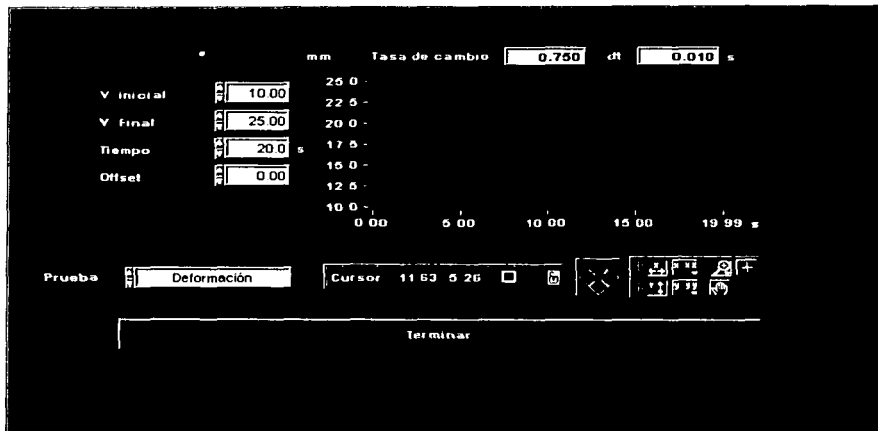 mm Tasa de cambio 0.750 dt 0.010 s
V inicial 10.00
V final 25.00
Tiempo 20.0 s
Offset 0.00
25 0
22 5
20 0
17 5
15 0
12 5
10 0
0 00 5 00 10 00 15 00 19 99 s
Prueba Deformación
Cursor 11 63 5 26
Terminar